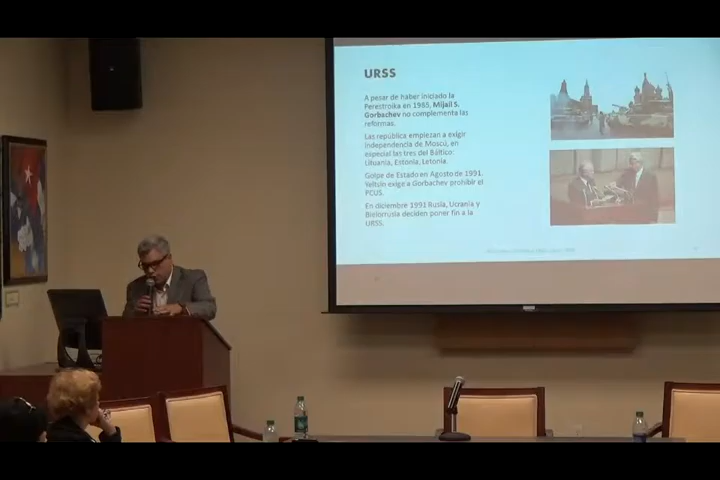 URSS
A pesar de haber iniciado la
Perestroika en 1985, Mijail S.
Gorbachev no complementa las
reformas.
Las república empiezan a exigir
independencia de Moscú, en
especial las tres del Báltico:
Lituania, Estonia, Letonia.
Golpe de Estado en Agosto de 1991.
Yeltsin exige a Gorbachev prohibir el
PCUS.
En diciembre 1991 Rusia, Ucrania y
Bielorrusia deciden poner fin a la
URSS.